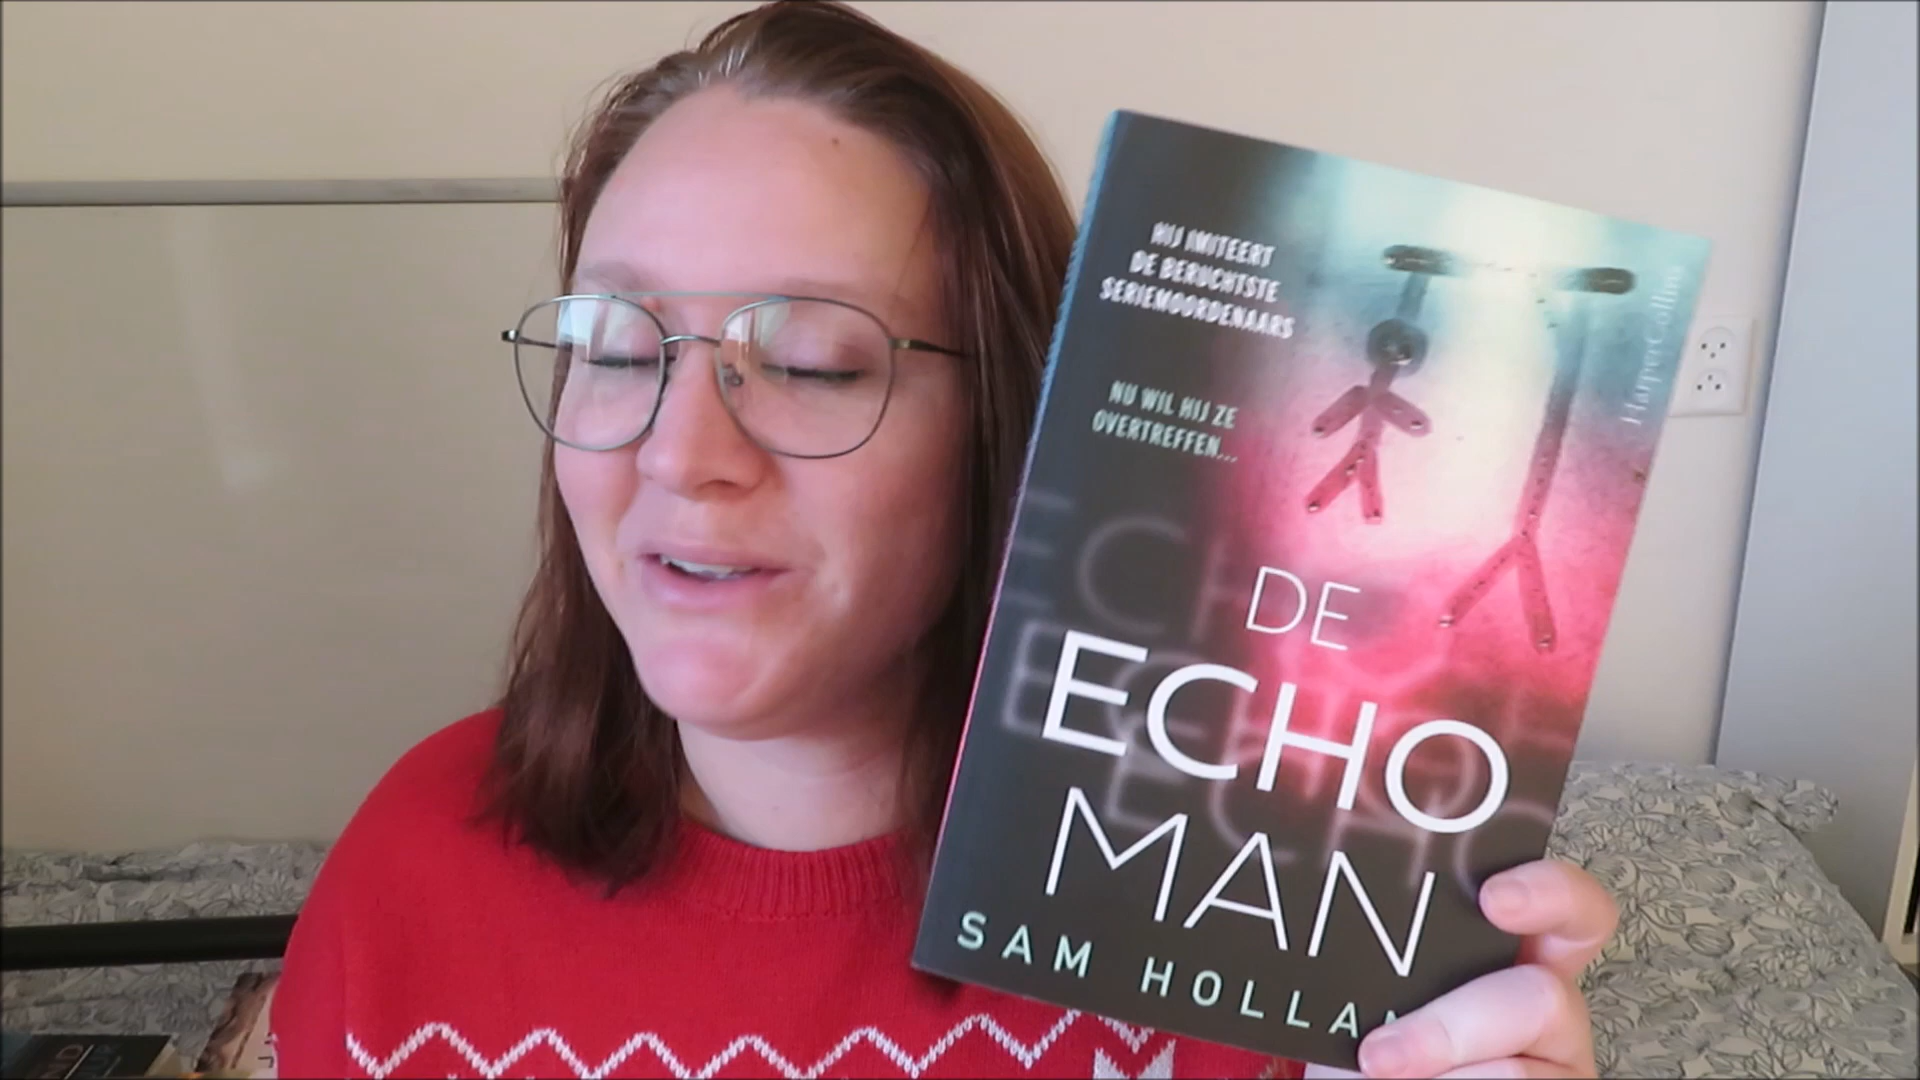 HIJ IMITEERT
DE BERUCHTSTE
SERIEMOORDENAARS
NU WIL HIJ ZE
OVERTREFFEN...
HarperCollins
DE
ECHO
MAN
SAM HOLLAN